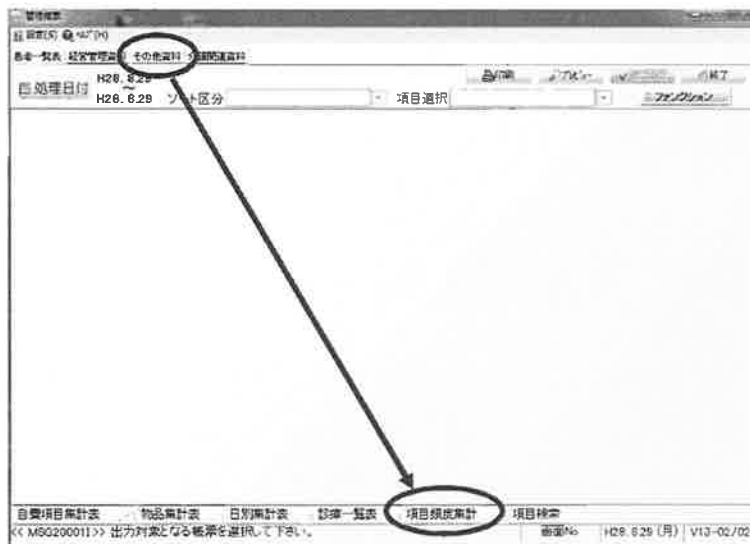 管理帳票
設定(S) ヘルプ(H)
患者一覧表 経営管理資料 その他資料 関連資料
処理日付 H28. 8.29 ～ H28. 8.29 ソート区分 項目選択 ファンクション
印刷 プレビュー 終了
自費項目集計表 物品集計表 日別集計表 診療一覧表 項目頻度集計 項目検索
<< MSG20001I>> 出力対象となる帳票を選択して下さい。 画面No. H28. 8.29 (月) V13-02/02